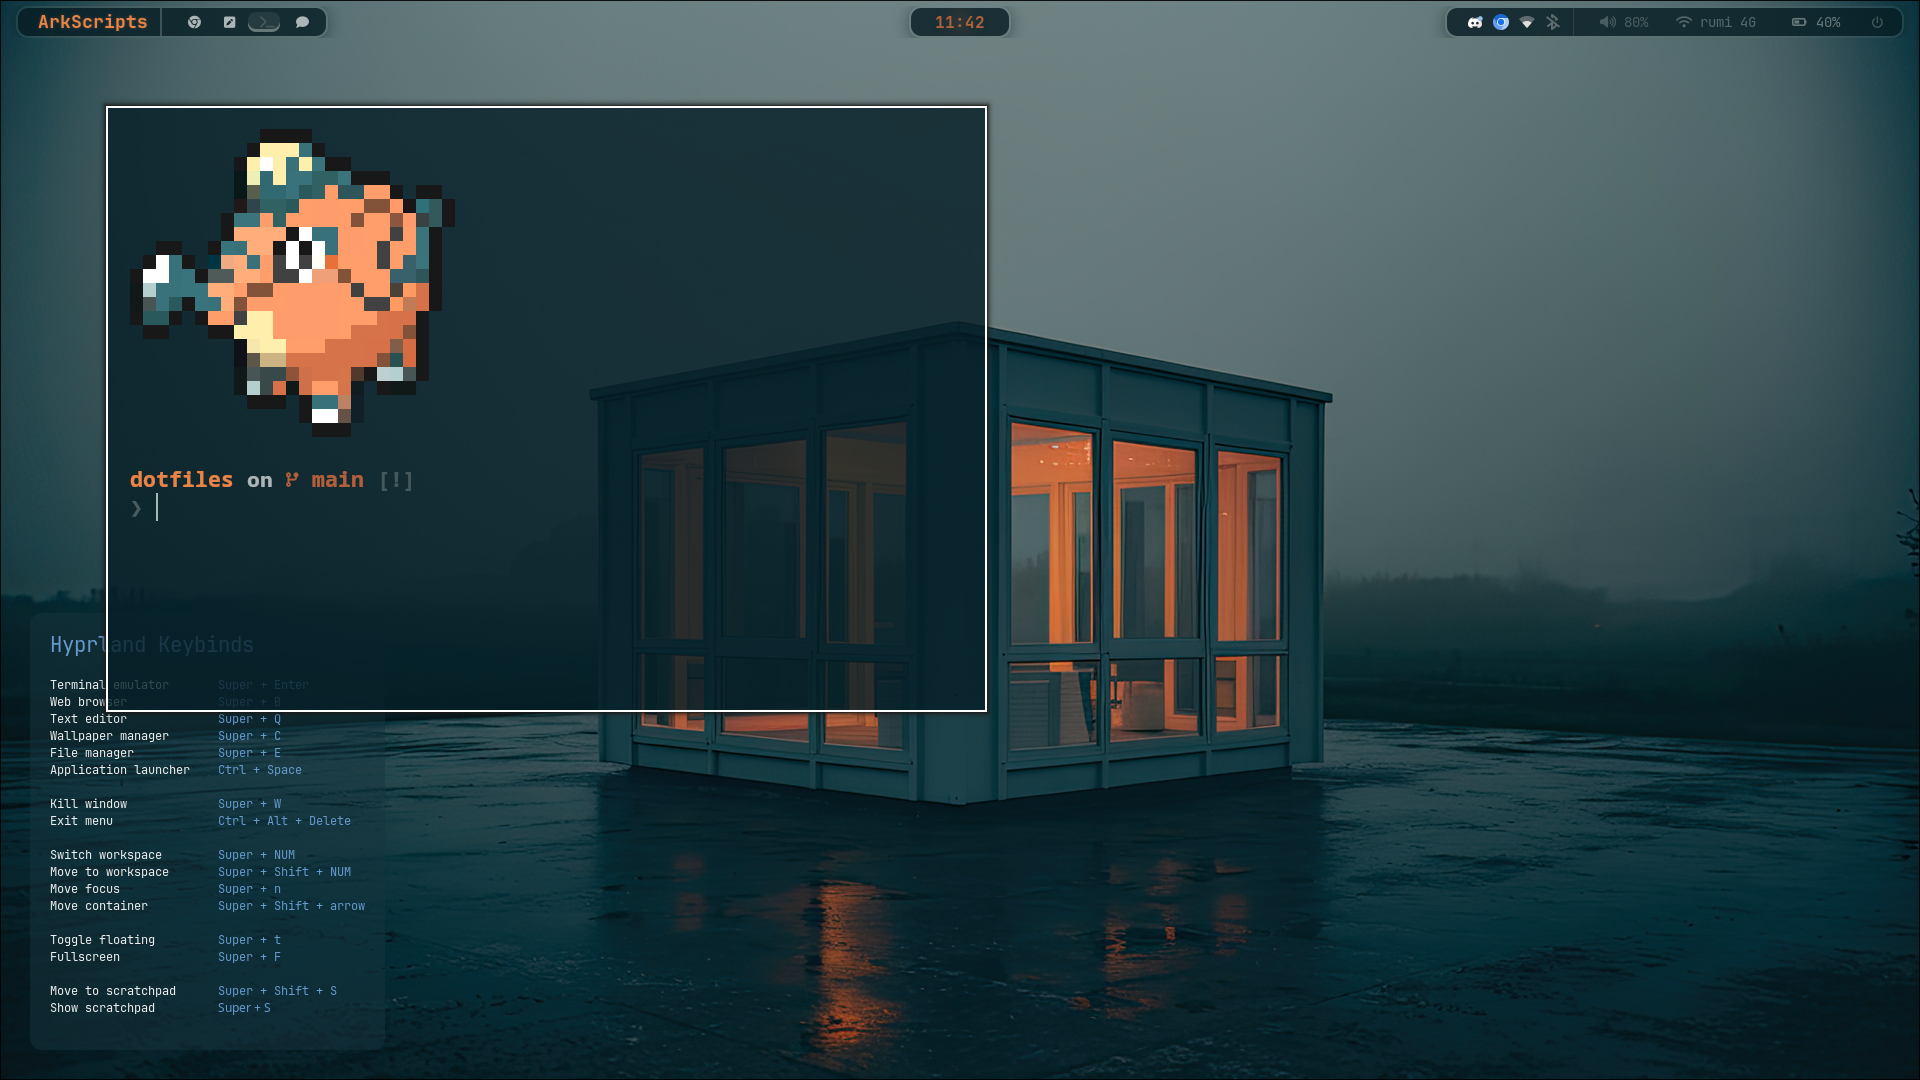 ArkScripts
11:42
80% rumi 4G 40%
dotfiles on main [!]
❯
Hyprland Keybinds
Terminal emulator Super + Enter
Web browser Super + B
Text editor Super + Q
Wallpaper manager Super + C
File manager Super + E
Application launcher Ctrl + Space
Kill window Super + W
Exit menu Ctrl + Alt + Delete
Switch workspace Super + NUM
Move to workspace Super + Shift + NUM
Move focus Super + n
Move container Super + Shift + arrow
Toggle floating Super + t
Fullscreen Super + F
Move to scratchpad Super + Shift + S
Show scratchpad Super+S